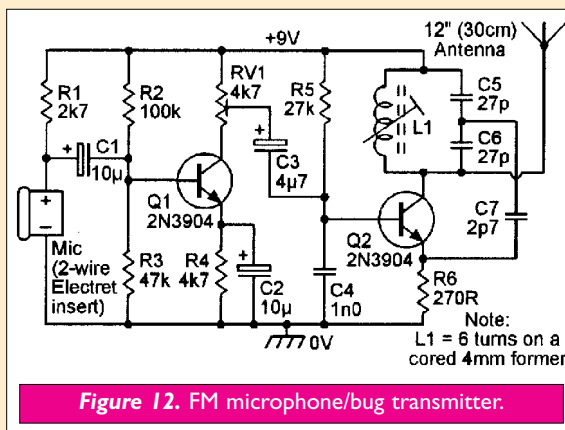 12" (30cm)
Antenna
+9V
R1
2k7
R2
100k
RV1
4k7
R5
27k
C5
27p
L1
C6
27p
+
C1
10µ
+
C3
4µ7
Q1
2N3904
C7
2p7
+
−
Mic
(2-wire
Electret
insert)
Q2
2N3904
R3
47k
R4
4k7
+
C2
10µ
C4
1n0
R6
270R
0V
Note:
L1 = 6 turns on a
cored 4mm former
Figure 12. FM microphone/bug transmitter.